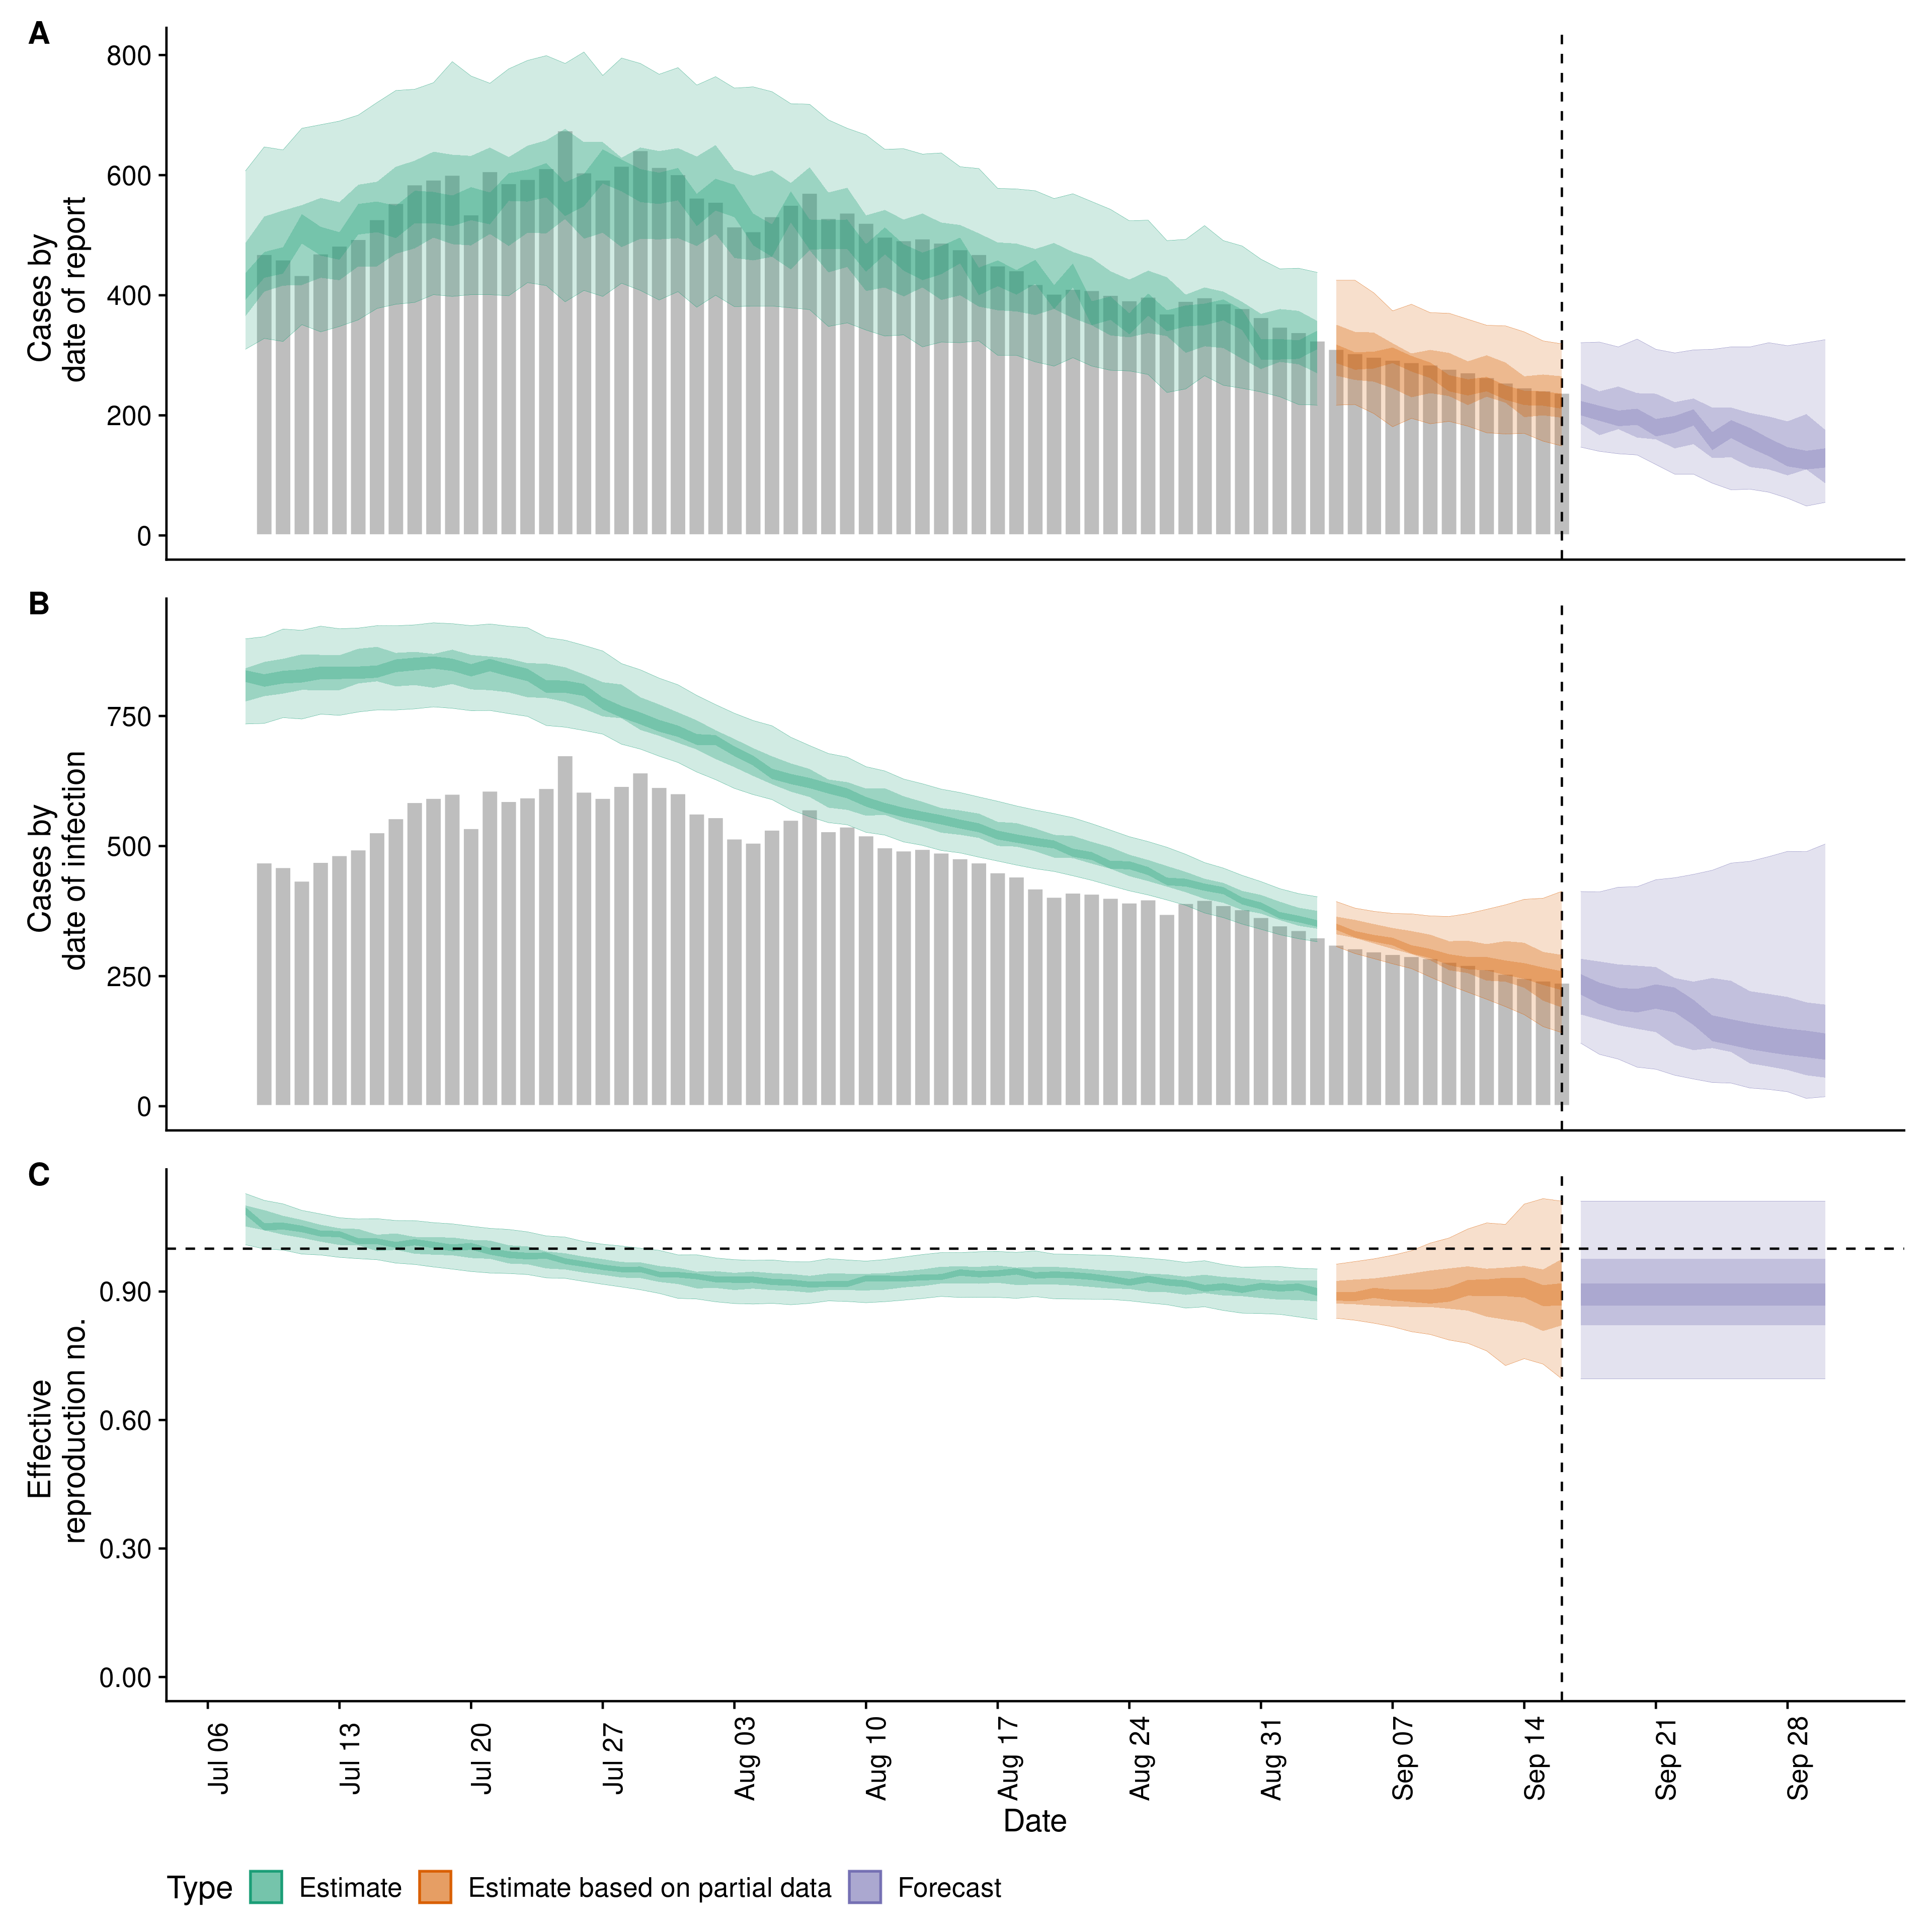 A
800
600
400
200
0
Cases by
date of report
B
750
500
250
0
Cases by
date of infection
C
0.90
0.60
0.30
0.00
Effective
reproduction no.
Jul 06
Jul 13
Jul 20
Jul 27
Aug 03
Aug 10
Aug 17
Aug 24
Aug 31
Sep 07
Sep 14
Sep 21
Sep 28
Date
Type Estimate Estimate based on partial data Forecast